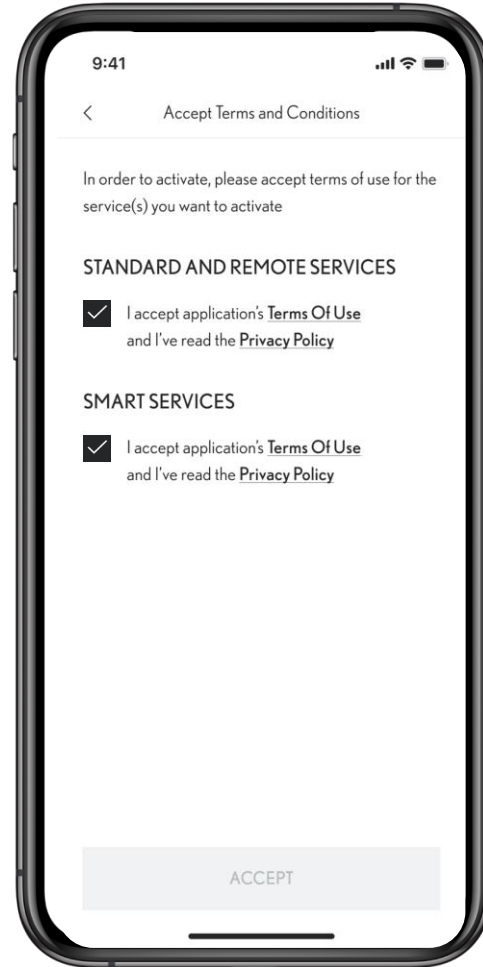 9:41
Accept Terms and Conditions
In order to activate, please accept terms of use for the
service(s) you want to activate
STANDARD AND REMOTE SERVICES
I accept application's Terms Of Use
and I've read the Privacy Policy
SMART SERVICES
I accept application's Terms Of Use
and I've read the Privacy Policy
ACCEPT